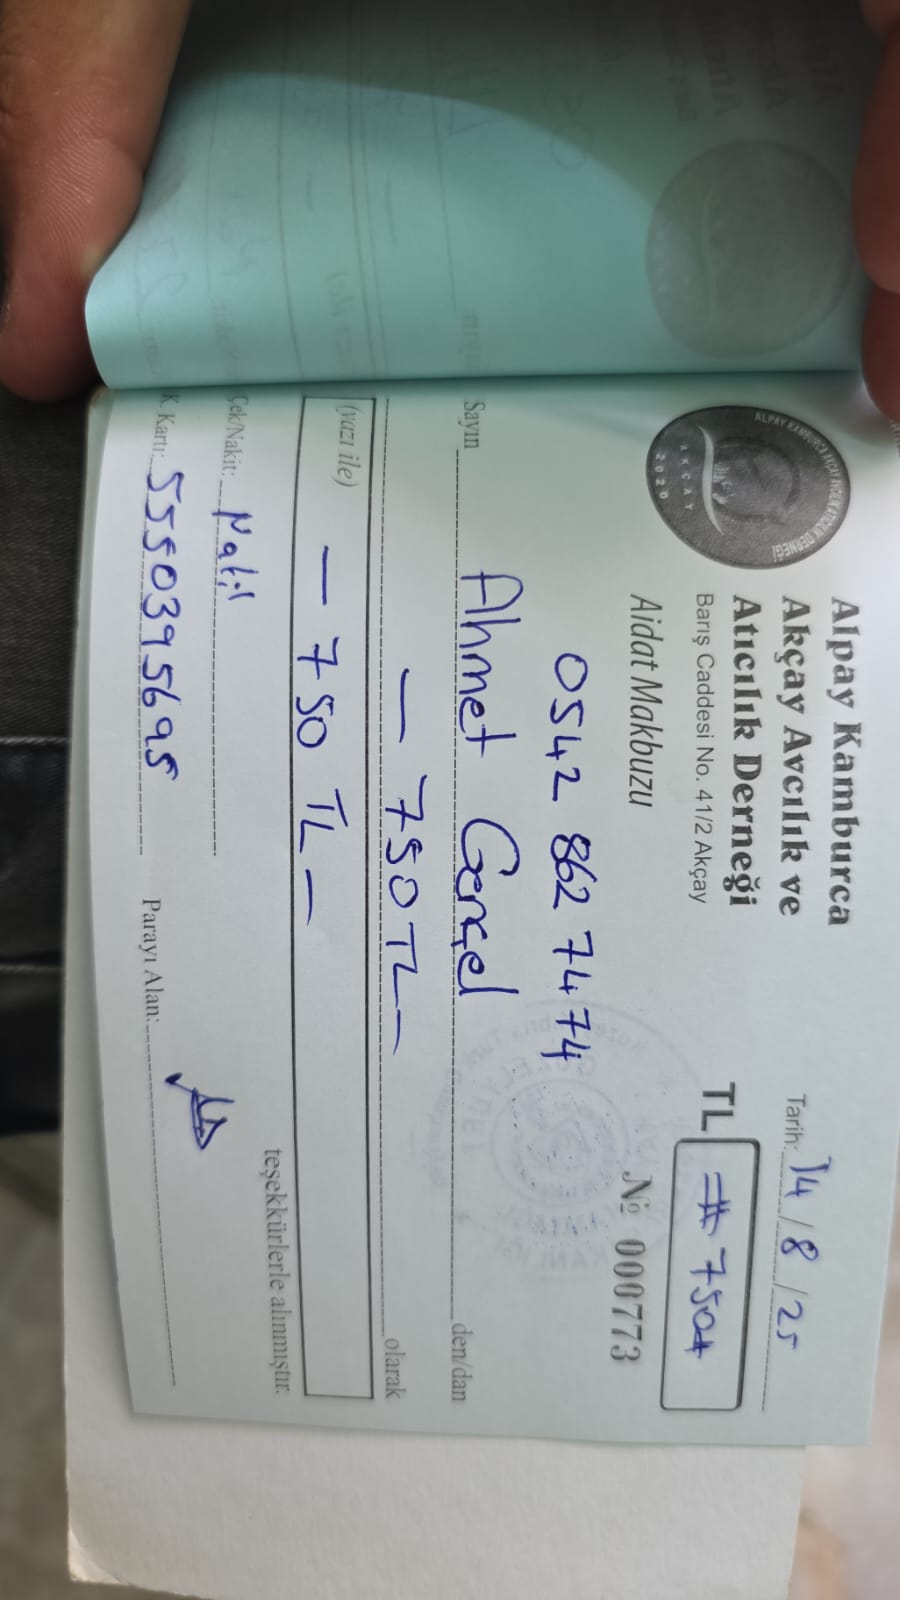 ALPAY KAMBURCA AKÇAY AVCILIK ATICILIK DERNEĞİ
AKÇAY
2020
Alpay Kamburca
Akçay Avcılık ve
Atıcılık Derneği
Barış Caddesi No. 41/2 Akçay
Aidat Makbuzu
Tarih: 14 / 8 / 25
TL # 750#
№ 000773
0542 862 74 74
Sayın Ahmet Gerçel den/dan
— 750 TL — olarak
(yazı ile) — 750 TL —
teşekkürlerle alınmıştır.
Çek/Nakit: Nakit
K. Kartı: 5550395695 Parayı Alan: